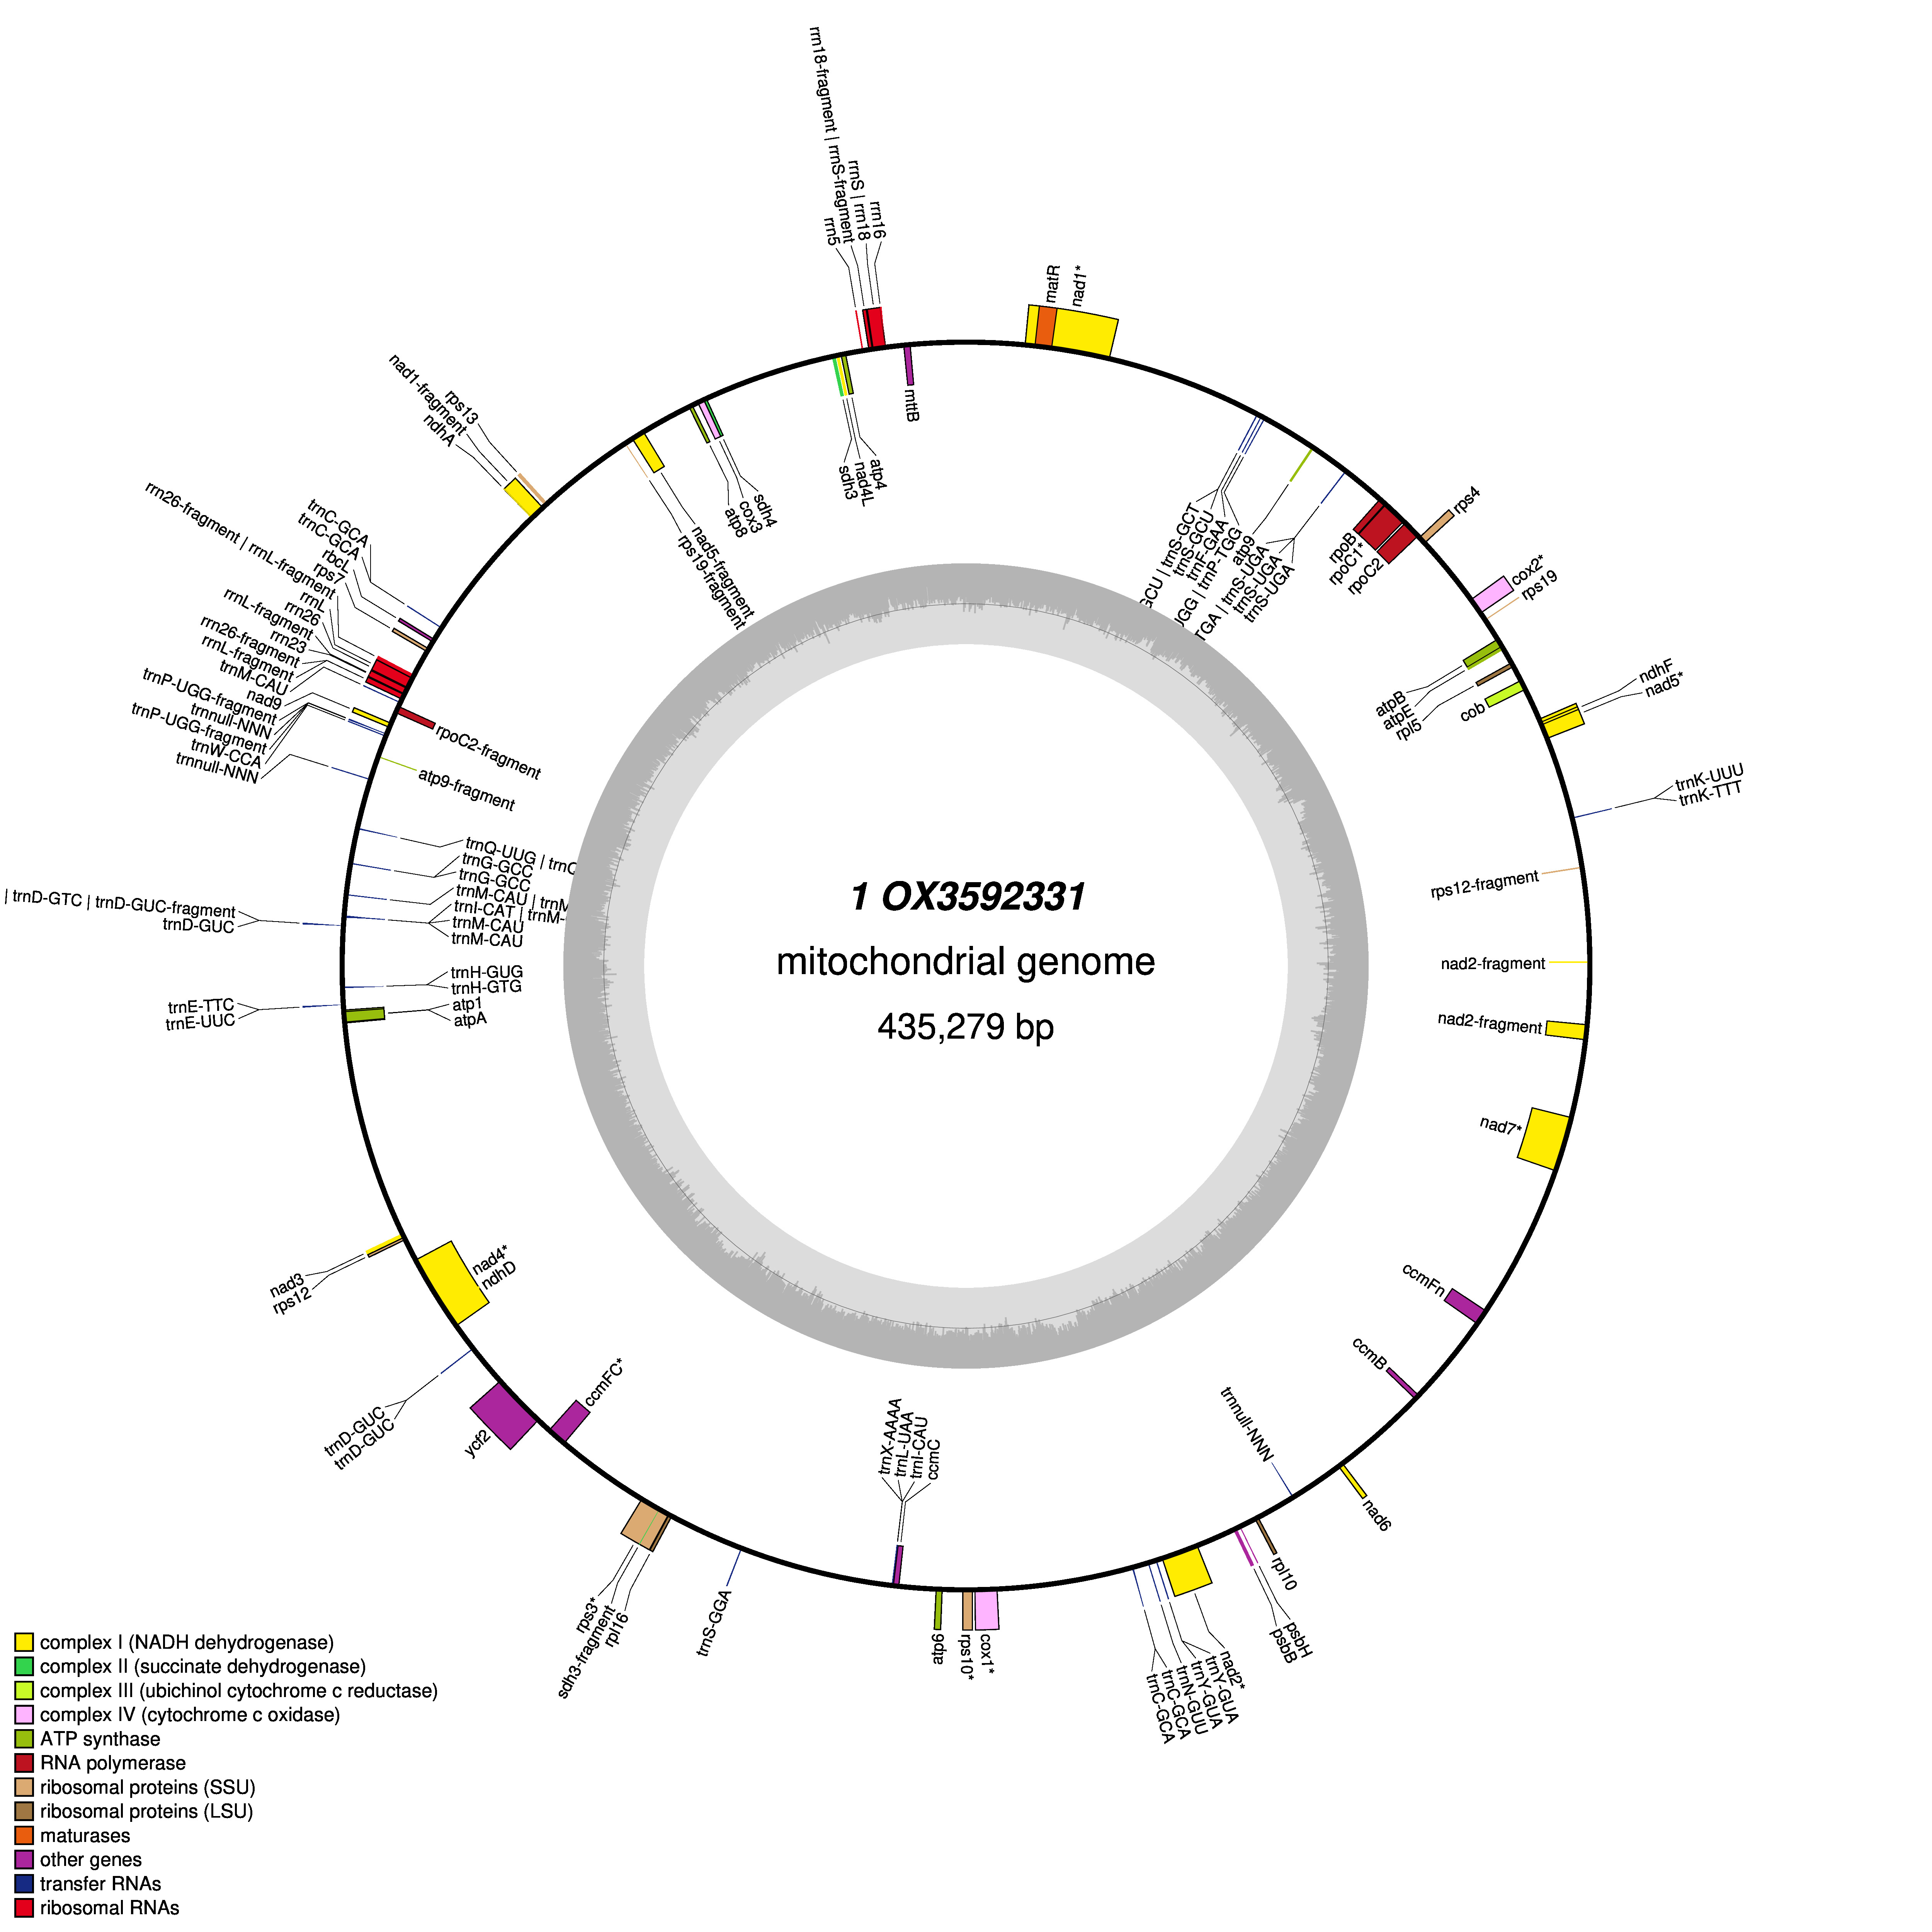 rrn18-fragment | rrnS-fragment
rrnS | rrn18
rrn16
rrn5
matR
nad1*
mttB
atp4
nad4L
sdh3
sdh4
cox3
atp8
nad5-fragment
rps19-fragment
rps13
nad1-fragment
ndhA
GCU | trnS-GCT
trnS-GCU
trnF-GAA
UGG | trnP-TGG
atp9
TGA | trnS-UGA
trnS-UGA
trnS-UGA
rpoB
rpoC1*
rpoC2
rps4
cox2*
rps19
atpB
atpE
rpl5
cob
ndhF
nad5*
trnK-UUU
trnK-TTT
rps12-fragment
nad2-fragment
nad2-fragment
nad7*
ccmFn
ccmB
trnnull-NNN
nad6
rpl10
psbH
psbB
nad2*
trnY-GUA
trnY-GUA
trnN-GUU
trnC-GCA
trnC-GCA
cox1*
rps10*
atp6
trnX-AAAA
trnL-UAA
trnI-CAU
ccmC
trnS-GGA
rpl16
sdh3-fragment
rps3*
ccmFC*
ycf2
trnD-GUC
trnD-GUC
nad4*
ndhD
nad3
rps12
trnE-TTC
trnE-UUC
atp1
atpA
trnH-GUG
trnH-GTG
| trnD-GTC | trnD-GUC-fragment
trnD-GUC
trnQ-UUG | trnQ
trnG-GCC
trnG-GCC
trnM-CAU | trnM
trnI-CAT | trnM-
trnM-CAU
trnM-CAU
atp9-fragment
rpoC2-fragment
trnC-GCA
trnC-GCA
rbcL
rps7
rrn26-fragment | rrnL-fragment
rrnL
rrn26
rrnL-fragment
rrn23
rrn26-fragment
rrnL-fragment
trnM-CAU
nad9
trnP-UGG-fragment
trnnull-NNN
trnP-UGG-fragment
trnW-CCA
trnnull-NNN
1 OX3592331
mitochondrial genome
435,279 bp
complex I (NADH dehydrogenase)
complex II (succinate dehydrogenase)
complex III (ubichinol cytochrome c reductase)
complex IV (cytochrome c oxidase)
ATP synthase
RNA polymerase
ribosomal proteins (SSU)
ribosomal proteins (LSU)
maturases
other genes
transfer RNAs
ribosomal RNAs